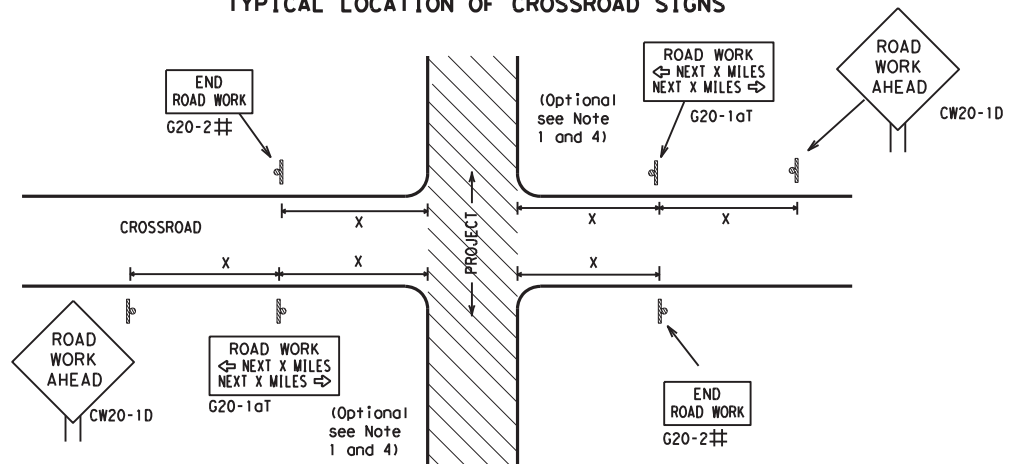 TYPICAL LOCATION OF CROSSROAD SIGNS
END
ROAD WORK
G20-2#
(Optional
see Note
1 and 4)
ROAD WORK
⇦ NEXT X MILES
NEXT X MILES ⇨
G20-1aT
ROAD
WORK
AHEAD
CW20-1D
X
X
X
CROSSROAD
PROJECT
X
X
X
ROAD
WORK
AHEAD
CW20-1D
ROAD WORK
⇦ NEXT X MILES
NEXT X MILES ⇨
G20-1aT
(Optional
see Note
1 and 4)
END
ROAD WORK
G20-2#